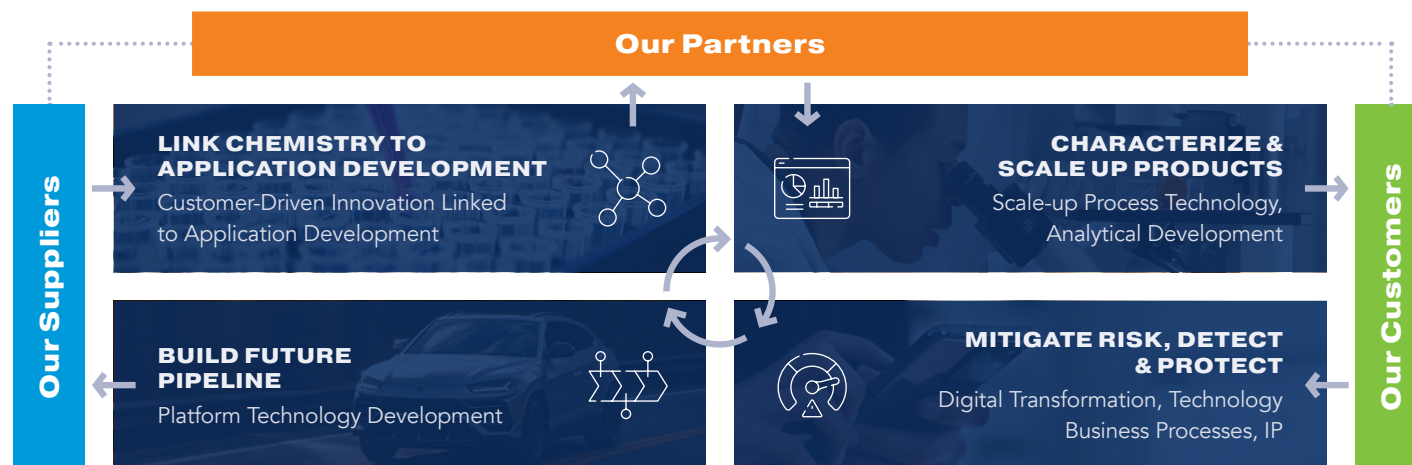 Our Partners
Our Suppliers
LINK CHEMISTRY TO
APPLICATION DEVELOPMENT
Customer-Driven Innovation Linked
to Application Development
CHARACTERIZE &
SCALE UP PRODUCTS
Scale-up Process Technology,
Analytical Development
BUILD FUTURE
PIPELINE
Platform Technology Development
MITIGATE RISK, DETECT
& PROTECT
Digital Transformation, Technology
Business Processes, IP
Our Customers